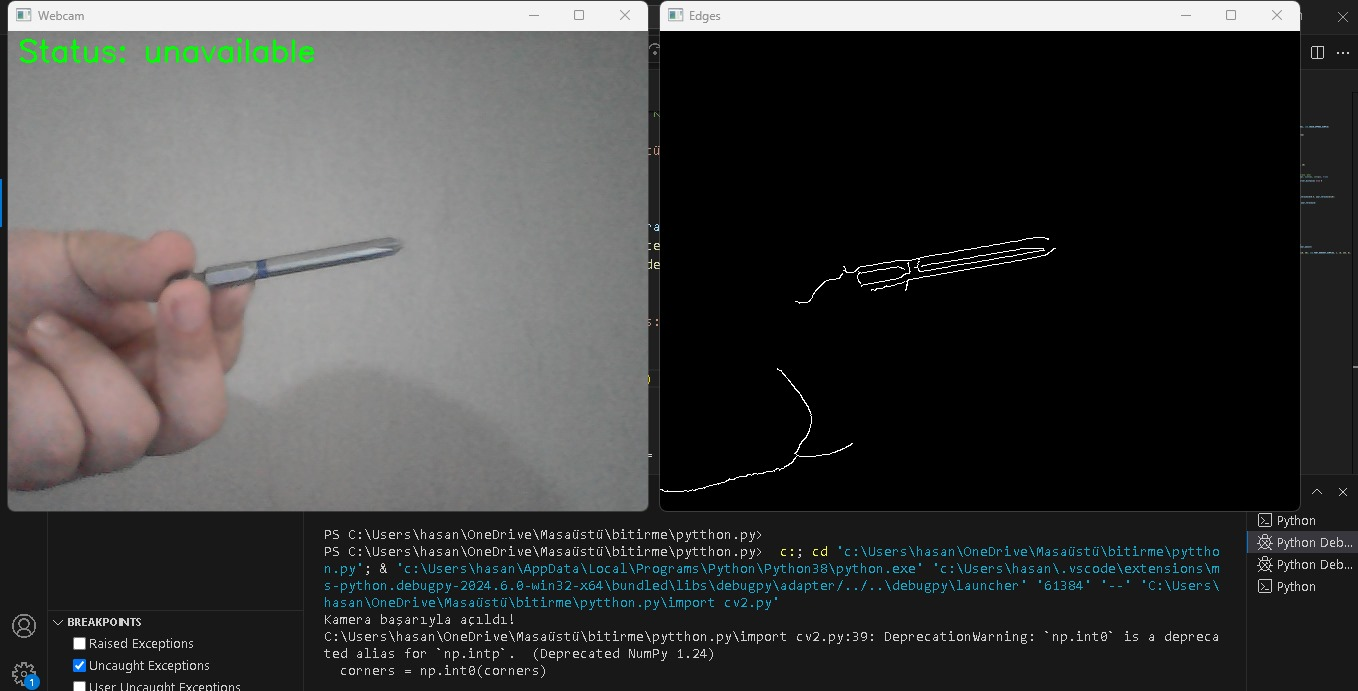 Webcam
Edges
Status: unavailable
PS C:\Users\hasan\OneDrive\Masaüstü\bitirme\pytthon.py>
PS C:\Users\hasan\OneDrive\Masaüstü\bitirme\pytthon.py>  c:; cd 'c:\Users\hasan\OneDrive\Masaüstü\bitirme\pyttho
n.py'; & 'c:\Users\hasan\AppData\Local\Programs\Python\Python38\python.exe' 'c:\Users\hasan\.vscode\extensions\m
s-python.debugpy-2024.6.0-win32-x64\bundled\libs\debugpy\adapter/../..\debugpy\launcher' '61384' '--' 'C:\Users\
hasan\OneDrive\Masaüstü\bitirme\pytthon.py\import cv2.py'
Kamera başarıyla açıldı!
C:\Users\hasan\OneDrive\Masaüstü\bitirme\pytthon.py\import cv2.py:39: DeprecationWarning: `np.int0` is a depreca
ted alias for `np.intp`.  (Deprecated NumPy 1.24)
corners = np.int0(corners)
Python
Python Deb...
Python Deb...
Python
BREAKPOINTS
Raised Exceptions
Uncaught Exceptions
User Uncaught Exceptions
1